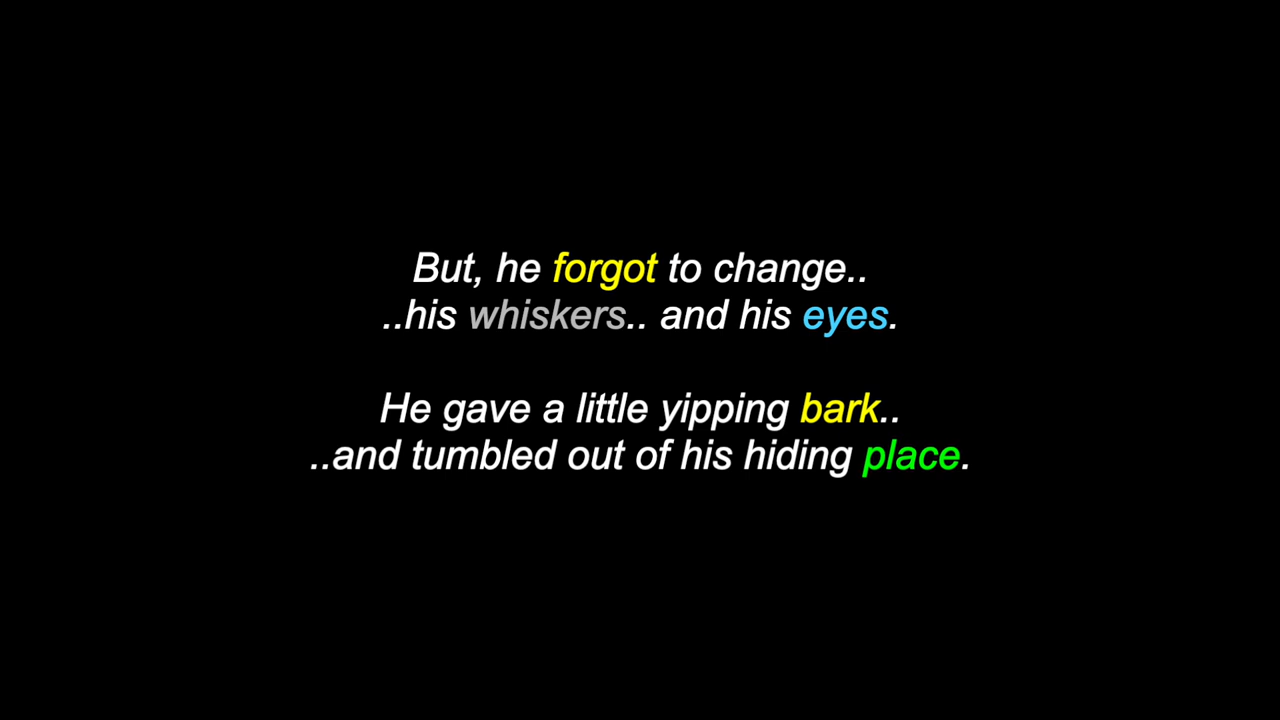 But, he forgot to change..
..his whiskers.. and his eyes.
He gave a little yipping bark..
..and tumbled out of his hiding place.